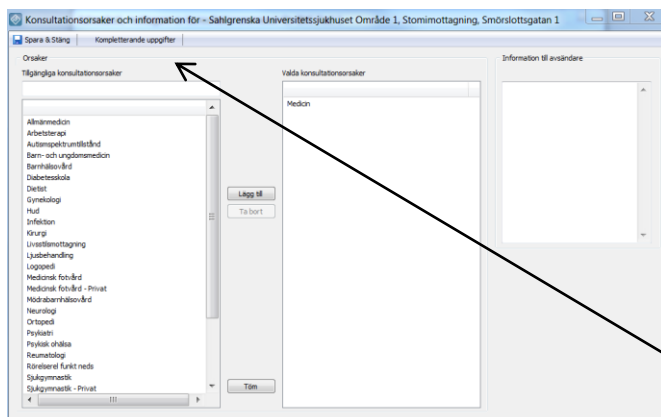 Konsultationsorsaker och information för - Sahlgrenska Universitetssjukhuset Område 1, Stomimottagning, Smörslottsgatan 1
Spara & Stäng
Kompletterande uppgifter
Orsaker
Information till avsändare
Tillgängliga konsultationsorsaker
Valda konsultationsorsaker
Medicin
Allmänmedicin
Arbetsterapi
Autismspektrumtillstånd
Barn- och ungdomsmedicin
Barnhälsovård
Diabetesskola
Dietist
Gynekologi
Hud
Infektion
Kirurgi
Livsstilsmottagning
Ljusbehandling
Logopedi
Medicinsk fotvård
Medicinsk fotvård - Privat
Mödrabarnhälsovård
Neurologi
Ortopedi
Psykiatri
Psykisk ohälsa
Reumatologi
Rörelserel funkt neds
Sjukgymnastik
Sjukgymnastik - Privat
Lägg till
Ta bort
Töm